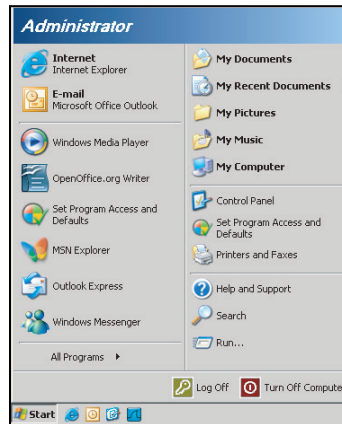 Administrator
Internet
Internet Explorer
E-mail
Microsoft Office Outlook
Windows Media Player
OpenOffice.org Writer
Set Program Access and
Defaults
MSN Explorer
Outlook Express
Windows Messenger
All Programs
My Documents
My Recent Documents
My Pictures
My Music
My Computer
Control Panel
Set Program Access and
Defaults
Printers and Faxes
Help and Support
Search
Run...
Log Off
Turn Off Compute
Start